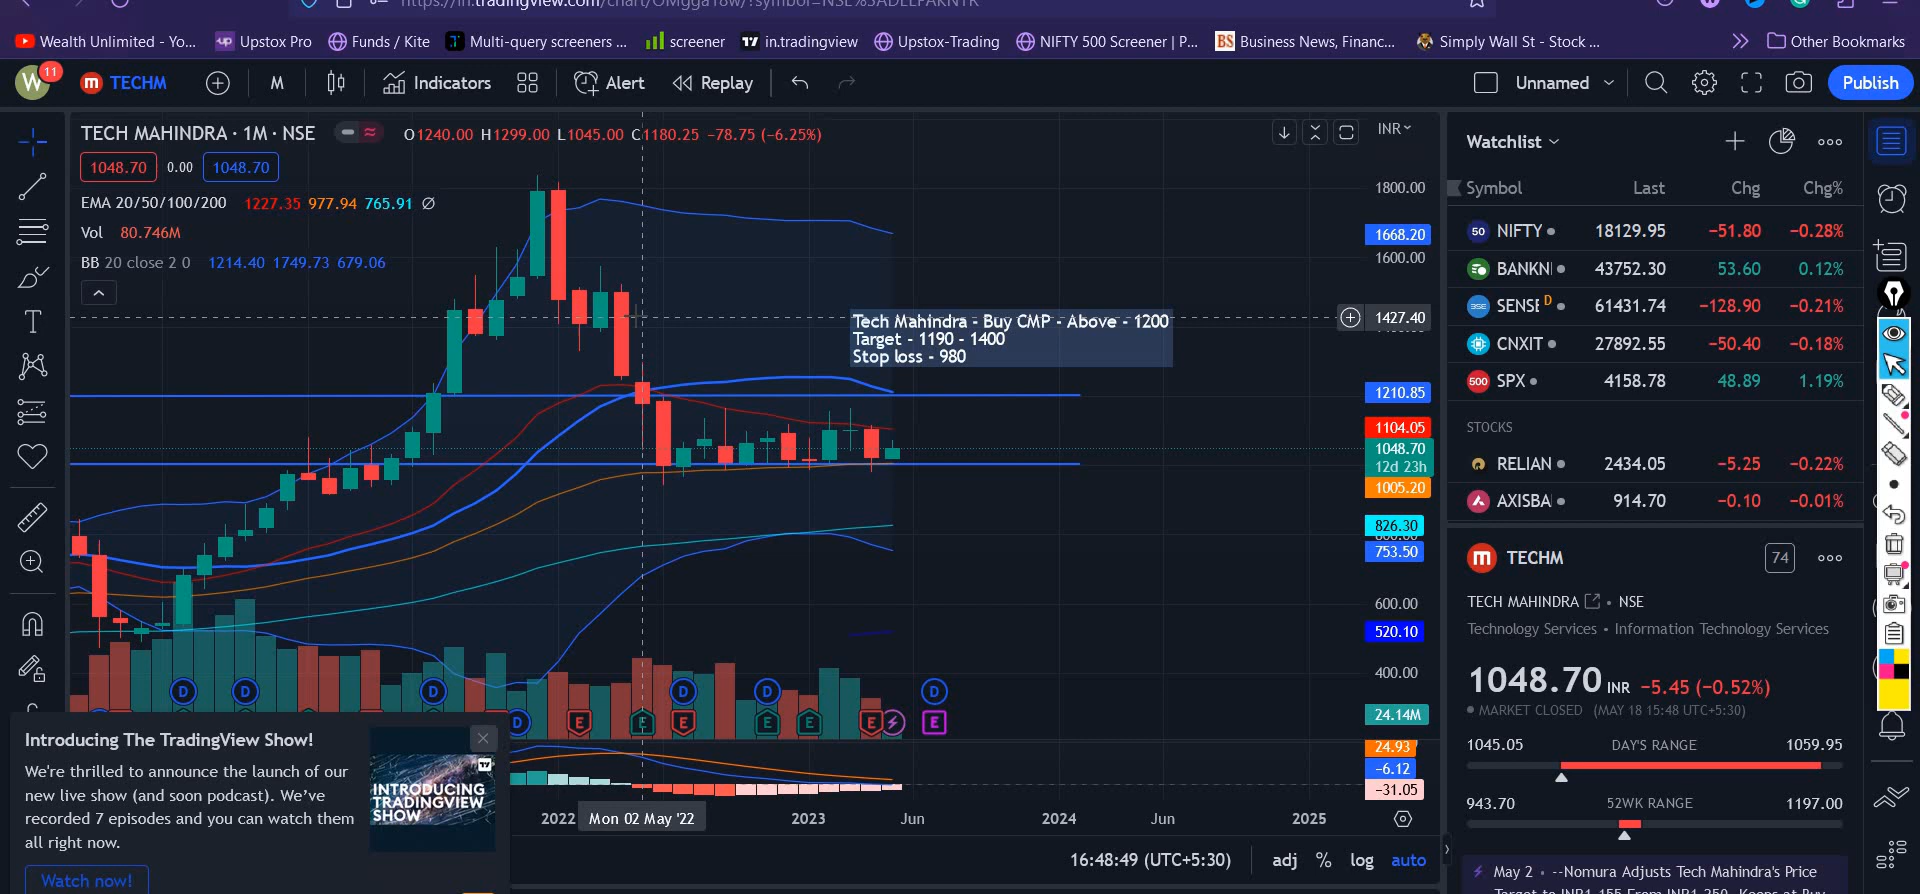 https://in.tradingview.com/chart/
Wealth Unlimited - Yo...
up Upstox Pro
Funds / Kite
Multi-query screeners ...
screener
in.tradingview
Upstox-Trading
NIFTY 500 Screener | P...
BS Business News, Financ...
Simply Wall St - Stock ...
Other Bookmarks
W 11
m TECHM
M
Indicators
Alert
Replay
Unnamed
Publish
TECH MAHINDRA · 1M · NSE
O1240.00 H1299.00 L1045.00 C1180.25 −78.75 (−6.25%)
INR
1048.70 0.00 1048.70
EMA 20/50/100/200 1227.35 977.94 765.91 ∅
Vol 80.746M
BB 20 close 2 0 1214.40 1749.73 679.06
Tech Mahindra - Buy CMP - Above - 1200
Target - 1190 - 1400
Stop loss - 980
1800.00
1668.20
1600.00
1427.40
1210.85
1104.05
1048.70
12d 23h
1005.20
826.30
753.50
600.00
520.10
400.00
24.14M
24.93
−6.12
−31.05
D D D D D D D
E E E E E E E
2022
Mon 02 May '22
2023
Jun
2024
Jun
2025
16:48:49 (UTC+5:30)
adj % log auto
Introducing The TradingView Show!
We're thrilled to announce the launch of our
new live show (and soon podcast). We've
recorded 7 episodes and you can watch them
all right now.
Watch now!
INTRODUCING
TRADINGVIEW
SHOW
Watchlist
Symbol Last Chg Chg%
50 NIFTY 18129.95 −51.80 −0.28%
BANKN 43752.30 53.60 0.12%
SENSE D 61431.74 −128.90 −0.21%
CNXIT 27892.55 −50.40 −0.18%
500 SPX 4158.78 48.89 1.19%
STOCKS
RELIAN 2434.05 −5.25 −0.22%
AXISBA 914.70 −0.10 −0.01%
m TECHM
74
TECH MAHINDRA • NSE
Technology Services • Information Technology Services
1048.70 INR −5.45 (−0.52%)
MARKET CLOSED (MAY 18 15:48 UTC+5:30)
1045.05 DAY'S RANGE 1059.95
943.70 52WK RANGE 1197.00
May 2 • --Nomura Adjusts Tech Mahindra's Price